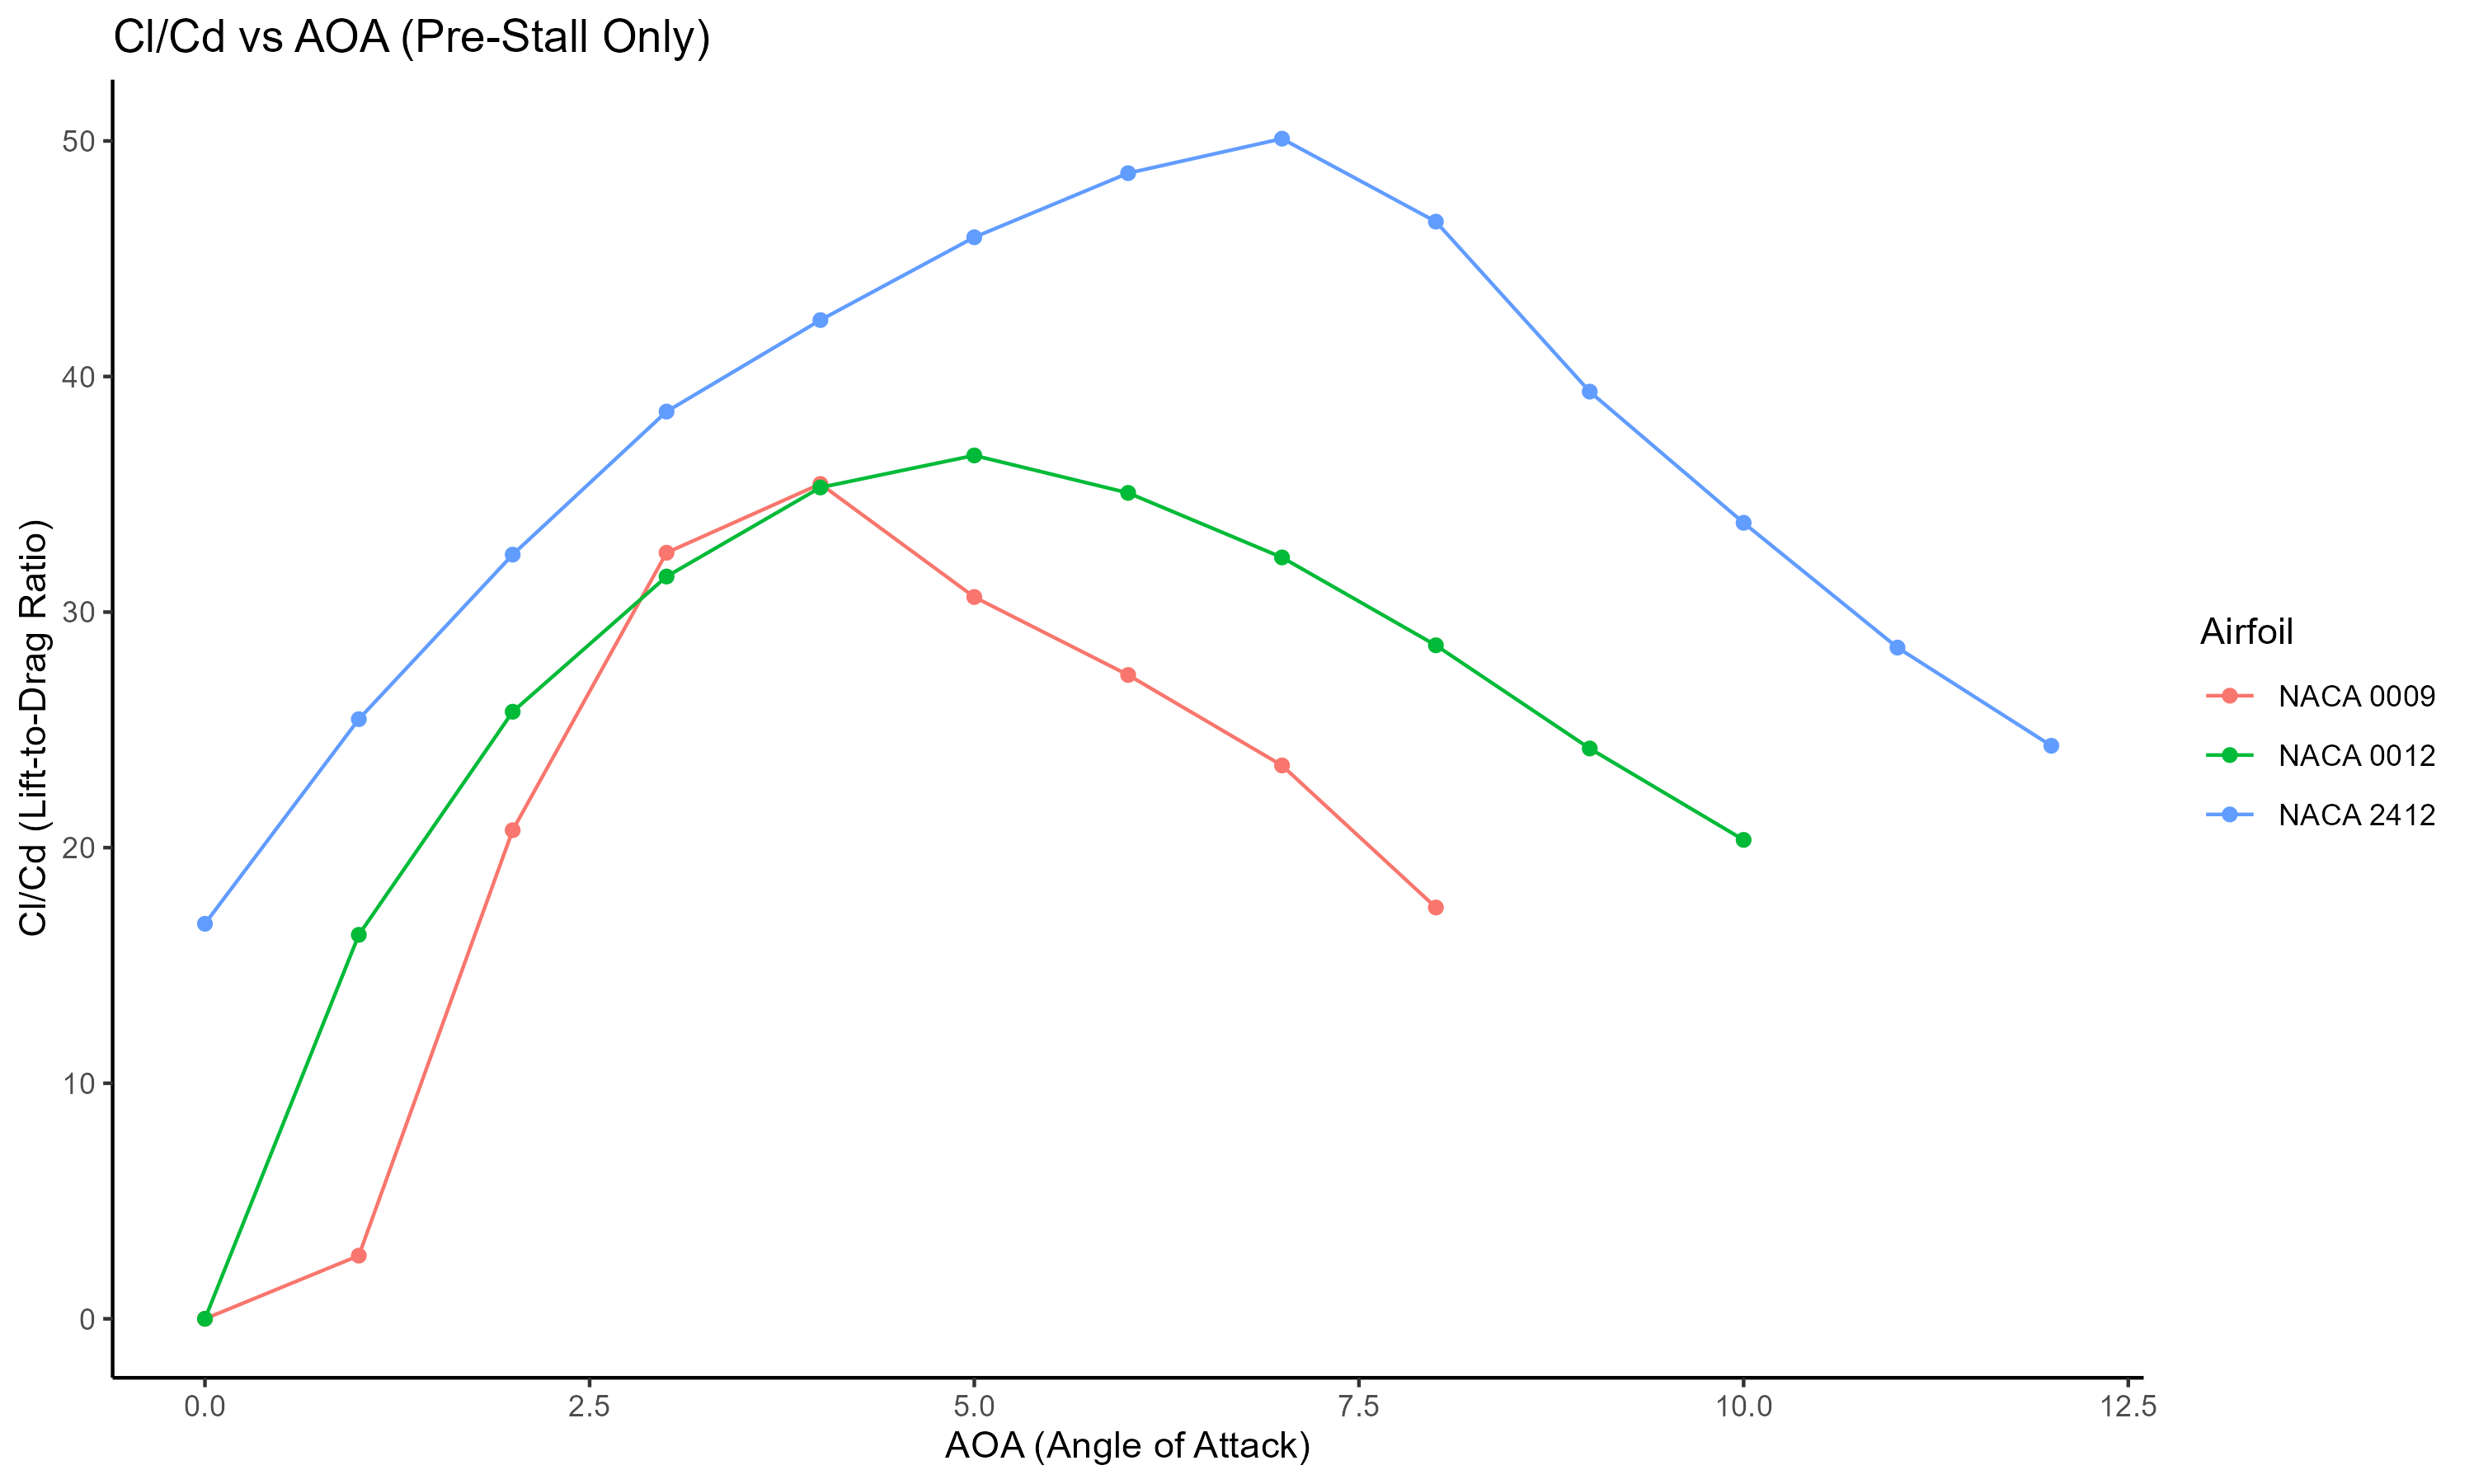 Cl/Cd vs AOA (Pre-Stall Only)
Cl/Cd (Lift-to-Drag Ratio)
50
40
30
20
10
0
0.0
2.5
5.0
7.5
10.0
12.5
AOA (Angle of Attack)
Airfoil
NACA 0009
NACA 0012
NACA 2412